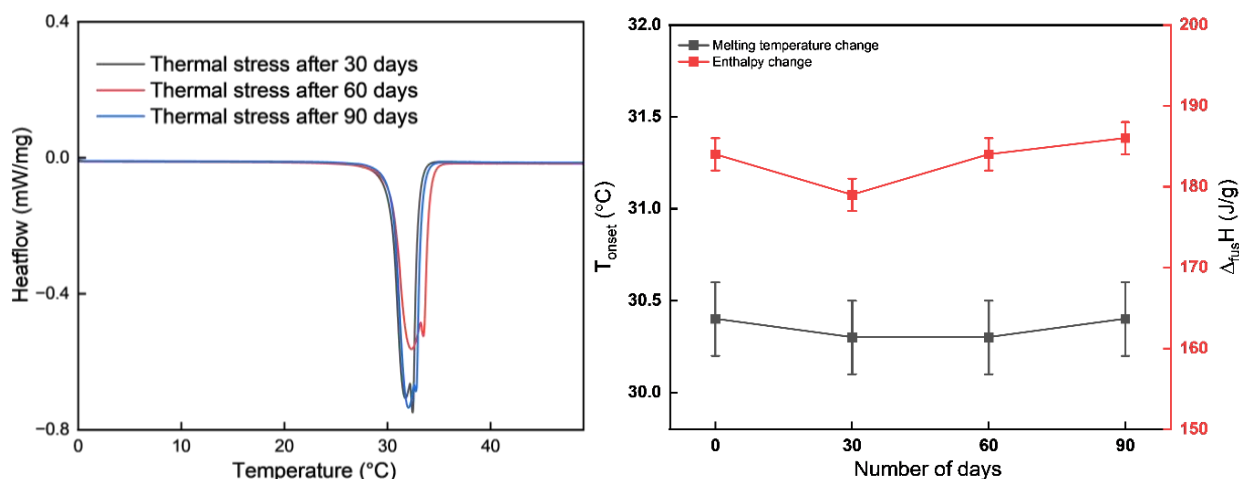 0.4
0.0
−0.4
−0.8
Heatflow (mW/mg)
Thermal stress after 30 days
Thermal stress after 60 days
Thermal stress after 90 days
0
10
20
30
40
Temperature (°C)
32.0
31.5
31.0
30.5
30.0
T_onset (°C)
Melting temperature change
Enthalpy change
200
190
180
170
160
150
Δ_fusH (J/g)
0
30
60
90
Number of days